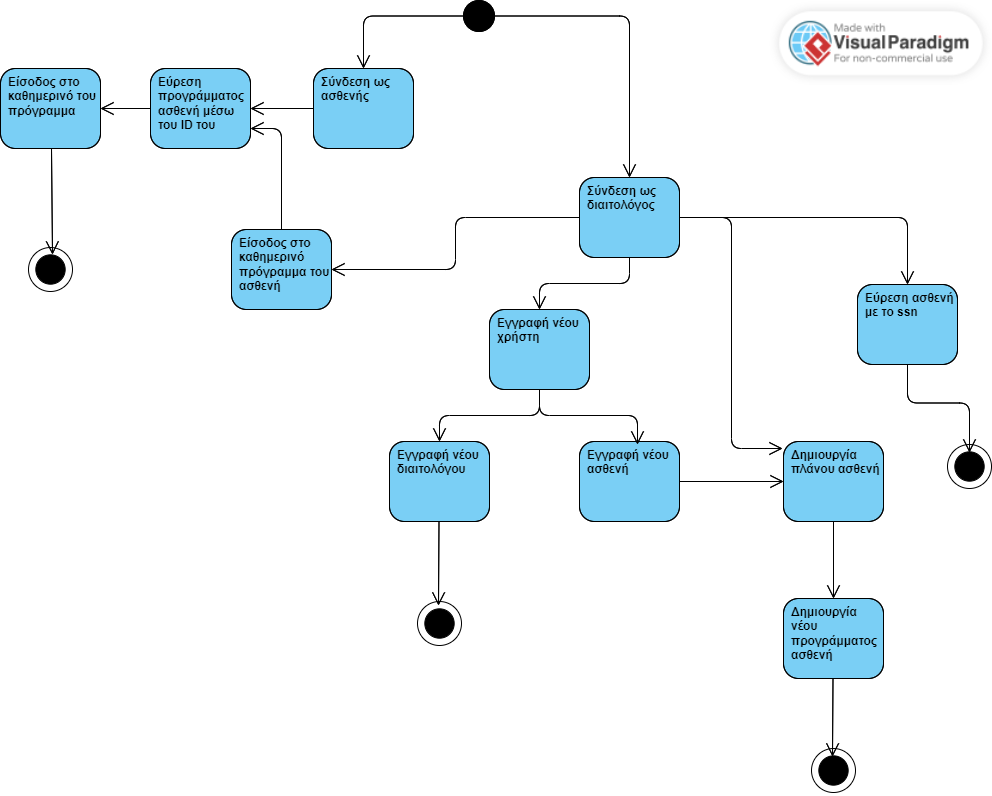 Made with
Visual Paradigm
For non-commercial use
Είσοδος στο
καθημερινό του
πρόγραμμα
Εύρεση
προγράμματος
ασθενή μέσω
του ID του
Σύνδεση ως
ασθενής
Σύνδεση ως
διαιτολόγος
Είσοδος στο
καθημερινό
πρόγραμμα του
ασθενή
Εύρεση ασθενή
με το ssn
Εγγραφή νέου
χρήστη
Εγγραφή νέου
διαιτολόγου
Εγγραφή νέου
ασθενή
Δημιουργία
πλάνου ασθενή
Δημιουργία
νέου
προγράμματος
ασθενή